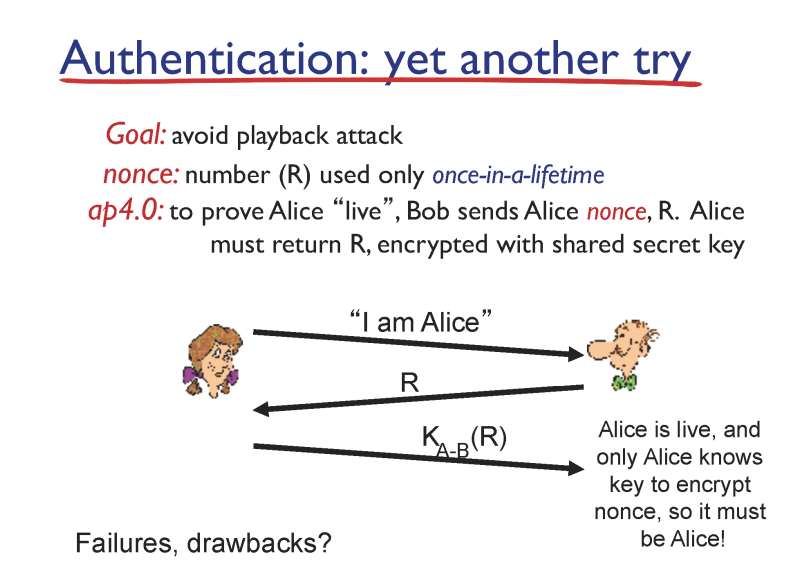 Authentication: yet another try
Goal: avoid playback attack
nonce: number (R) used only once-in-a-lifetime
ap4.0: to prove Alice “live”, Bob sends Alice nonce, R. Alice
must return R, encrypted with shared secret key
“I am Alice”
R
K_A-B(R)
Alice is live, and
only Alice knows
key to encrypt
nonce, so it must
be Alice!
Failures, drawbacks?